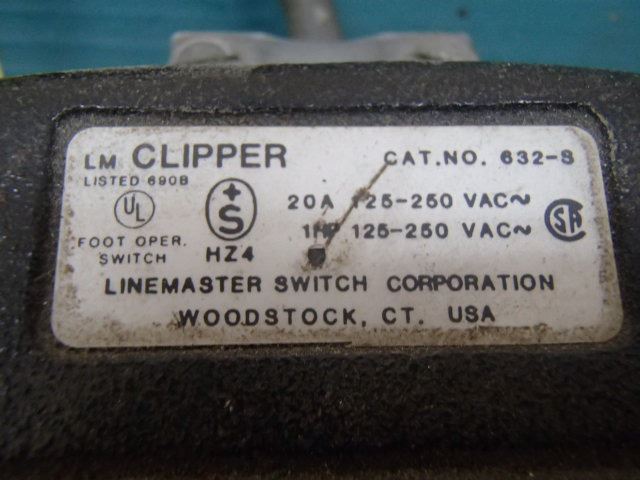 LM CLIPPER CAT.NO. 632-S
LISTED 690B
UL
FOOT OPER.
SWITCH
+S
HZ4
20A 125-250 VAC~
1HP 125-250 VAC~
SA
LINEMASTER SWITCH CORPORATION
WOODSTOCK, CT. USA